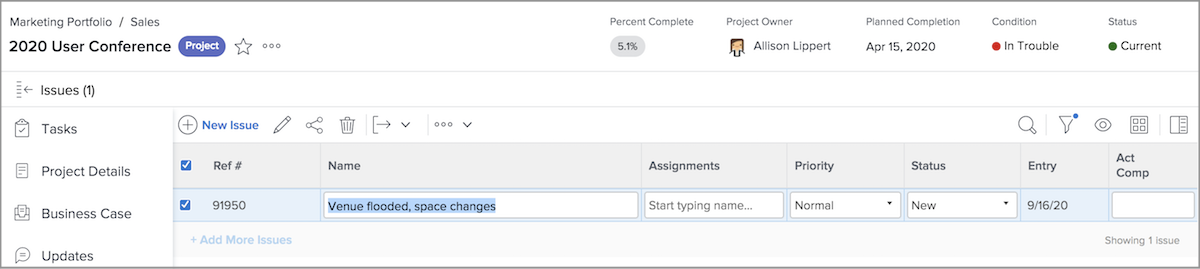 Marketing Portfolio / Sales
2020 User Conference Project
Percent Complete
5.1%
Project Owner
Allison Lippert
Planned Completion
Apr 15, 2020
Condition
In Trouble
Status
Current
Issues (1)
Tasks
Project Details
Business Case
Updates
New Issue
Ref # Name Assignments Priority Status Entry Act
Comp
91950 Venue flooded, space changes Start typing name... Normal New 9/16/20
+ Add More Issues Showing 1 issue